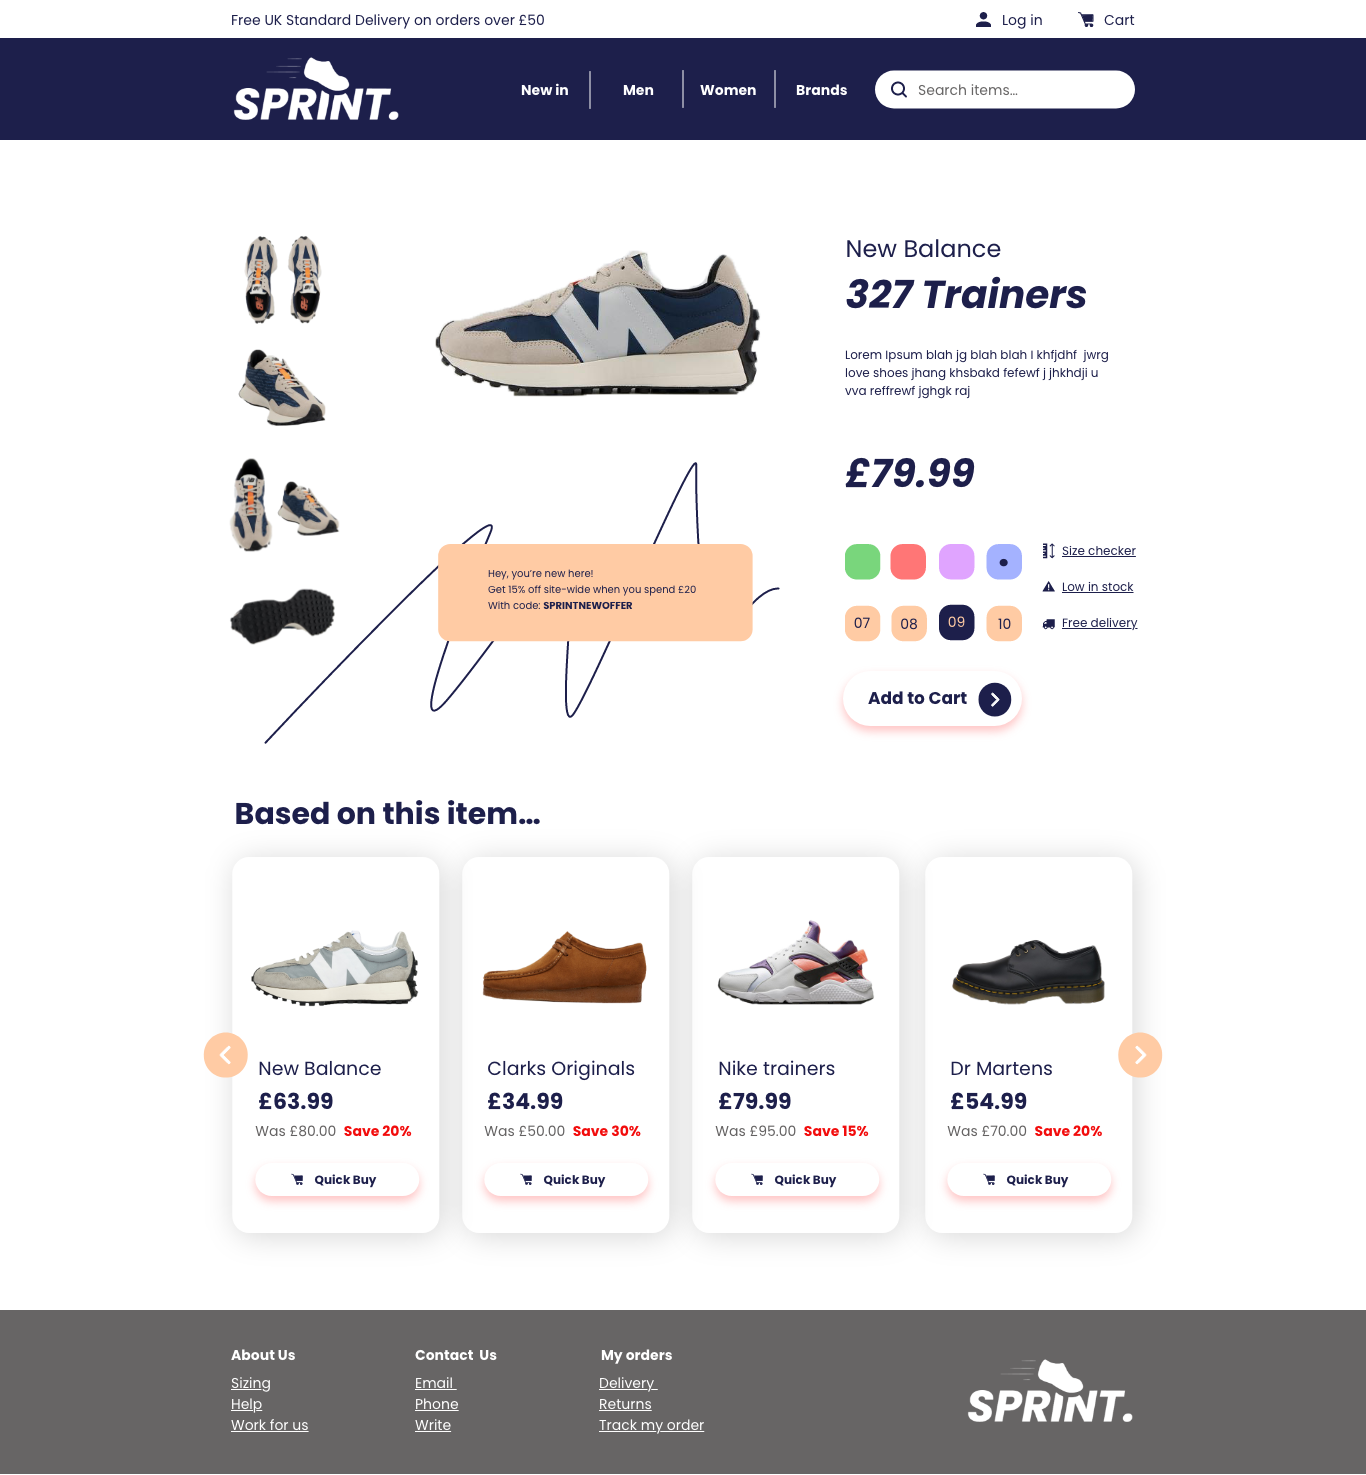 Free UK Standard Delivery on orders over £50
Log in
Cart
SPRINT.
New in
Men
Women
Brands
Search items...
New Balance
327 Trainers
Lorem Ipsum blah jg blah blah I khfjdhf  jwrg
love shoes jhang khsbakd fefewf j jhkhdji u
vva reffrewf jghgk raj
£79.99
Hey, you're new here!
Get 15% off site-wide when you spend £20
With code: SPRINTNEWOFFER
Size checker
Low in stock
Free delivery
07
08
09
10
Add to Cart
Based on this item...
New Balance
£63.99
Was £80.00 Save 20%
Quick Buy
Clarks Originals
£34.99
Was £50.00 Save 30%
Quick Buy
Nike trainers
£79.99
Was £95.00 Save 15%
Quick Buy
Dr Martens
£54.99
Was £70.00 Save 20%
Quick Buy
About Us
Sizing
Help
Work for us
Contact Us
Email
Phone
Write
My orders
Delivery
Returns
Track my order
SPRINT.